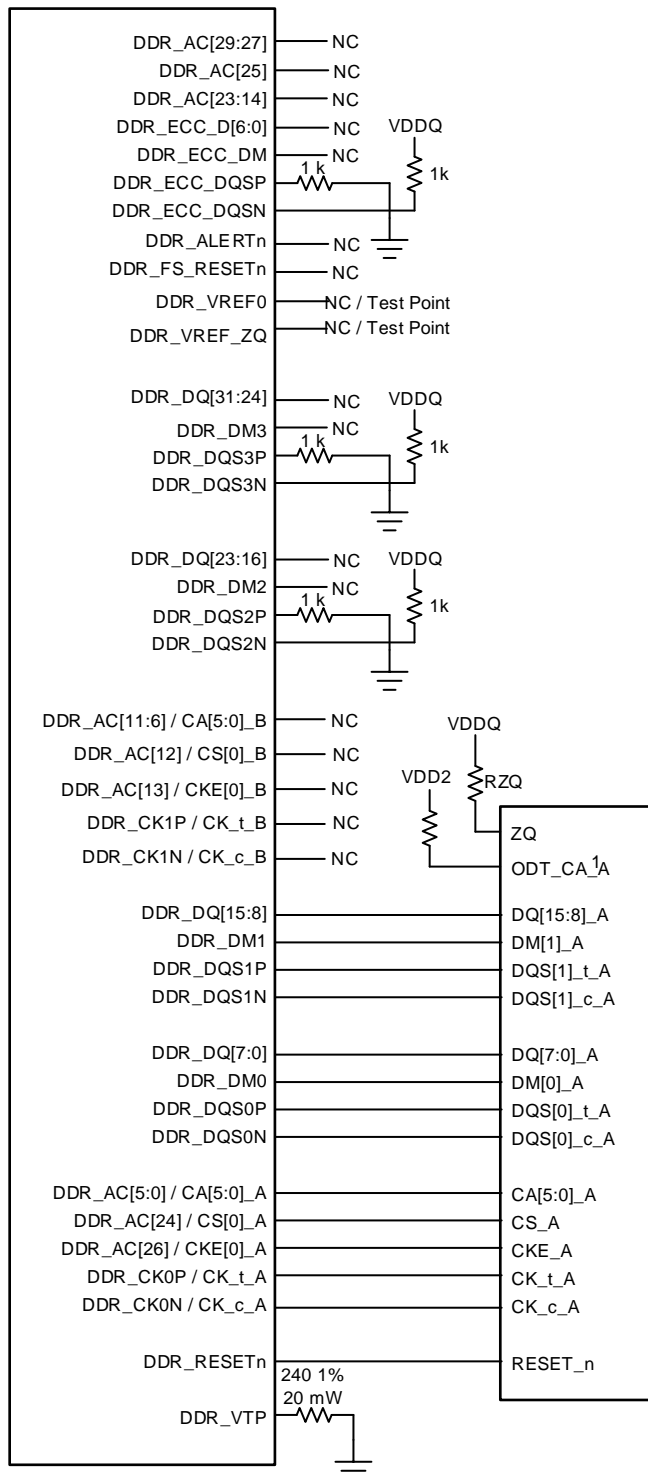 DDR_AC[29:27] NC
DDR_AC[25] NC
DDR_AC[23:14] NC
DDR_ECC_D[6:0] NC
VDDQ
DDR_ECC_DM NC
1 k
1k
DDR_ECC_DQSP
DDR_ECC_DQSN
DDR_ALERTn NC
DDR_FS_RESETn NC
DDR_VREF0 NC / Test Point
DDR_VREF_ZQ NC / Test Point
DDR_DQ[31:24] NC
VDDQ
DDR_DM3 NC
1 k
1k
DDR_DQS3P
DDR_DQS3N
DDR_DQ[23:16] NC
VDDQ
DDR_DM2 NC
1 k
1k
DDR_DQS2P
DDR_DQS2N
DDR_AC[11:6] / CA[5:0]_B NC
VDDQ
DDR_AC[12] / CS[0]_B NC
VDD2
RZQ
DDR_AC[13] / CKE[0]_B NC
DDR_CK1P / CK_t_B NC
ZQ
DDR_CK1N / CK_c_B NC
ODT_CA_A 1
DDR_DQ[15:8] DQ[15:8]_A
DDR_DM1 DM[1]_A
DDR_DQS1P DQS[1]_t_A
DDR_DQS1N DQS[1]_c_A
DDR_DQ[7:0] DQ[7:0]_A
DDR_DM0 DM[0]_A
DDR_DQS0P DQS[0]_t_A
DDR_DQS0N DQS[0]_c_A
DDR_AC[5:0] / CA[5:0]_A CA[5:0]_A
DDR_AC[24] / CS[0]_A CS_A
DDR_AC[26] / CKE[0]_A CKE_A
DDR_CK0P / CK_t_A CK_t_A
DDR_CK0N / CK_c_A CK_c_A
DDR_RESETn RESET_n
240 1%
20 mW
DDR_VTP